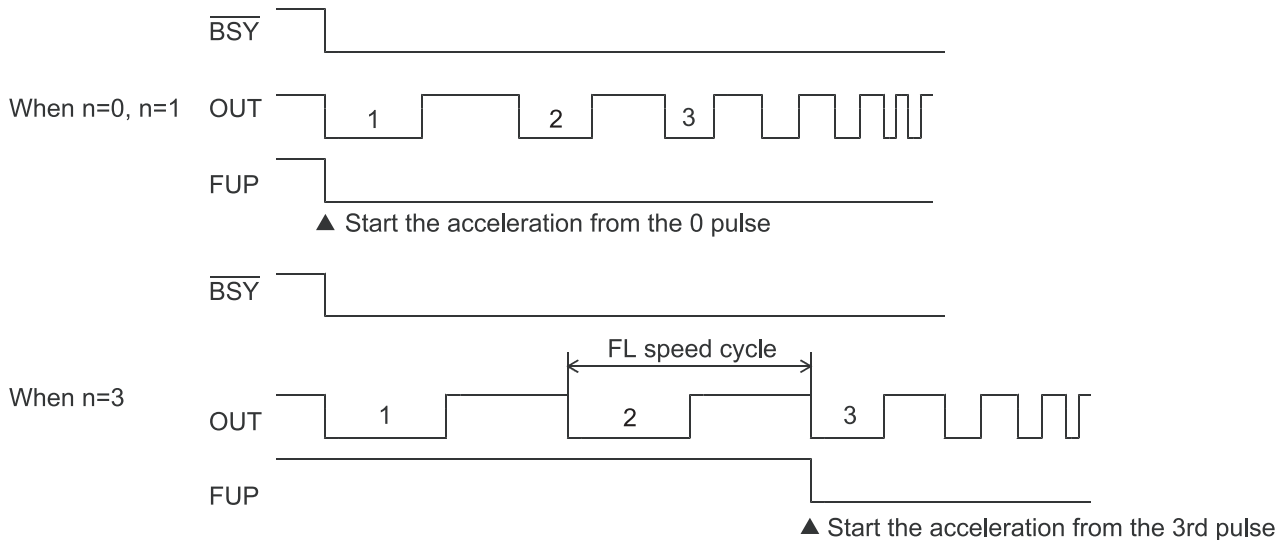 BSY
When n=0, n=1 OUT 1 2 3
FUP
▲ Start the acceleration from the 0 pulse
BSY
FL speed cycle
When n=3
OUT 1 2 3
FUP
▲ Start the acceleration from the 3rd pulse